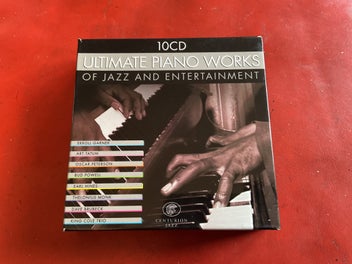 10CD
ULTIMATE PIANO WORKS
OF JAZZ AND ENTERTAINMENT
ERROLL GARNER
ART TATUM
OSCAR PETERSON
BUD POWELL
EARL HINES
THELONIUS MONK
DAVE BRUBECK
KING COLE TRIO
CENTURION
JAZZ